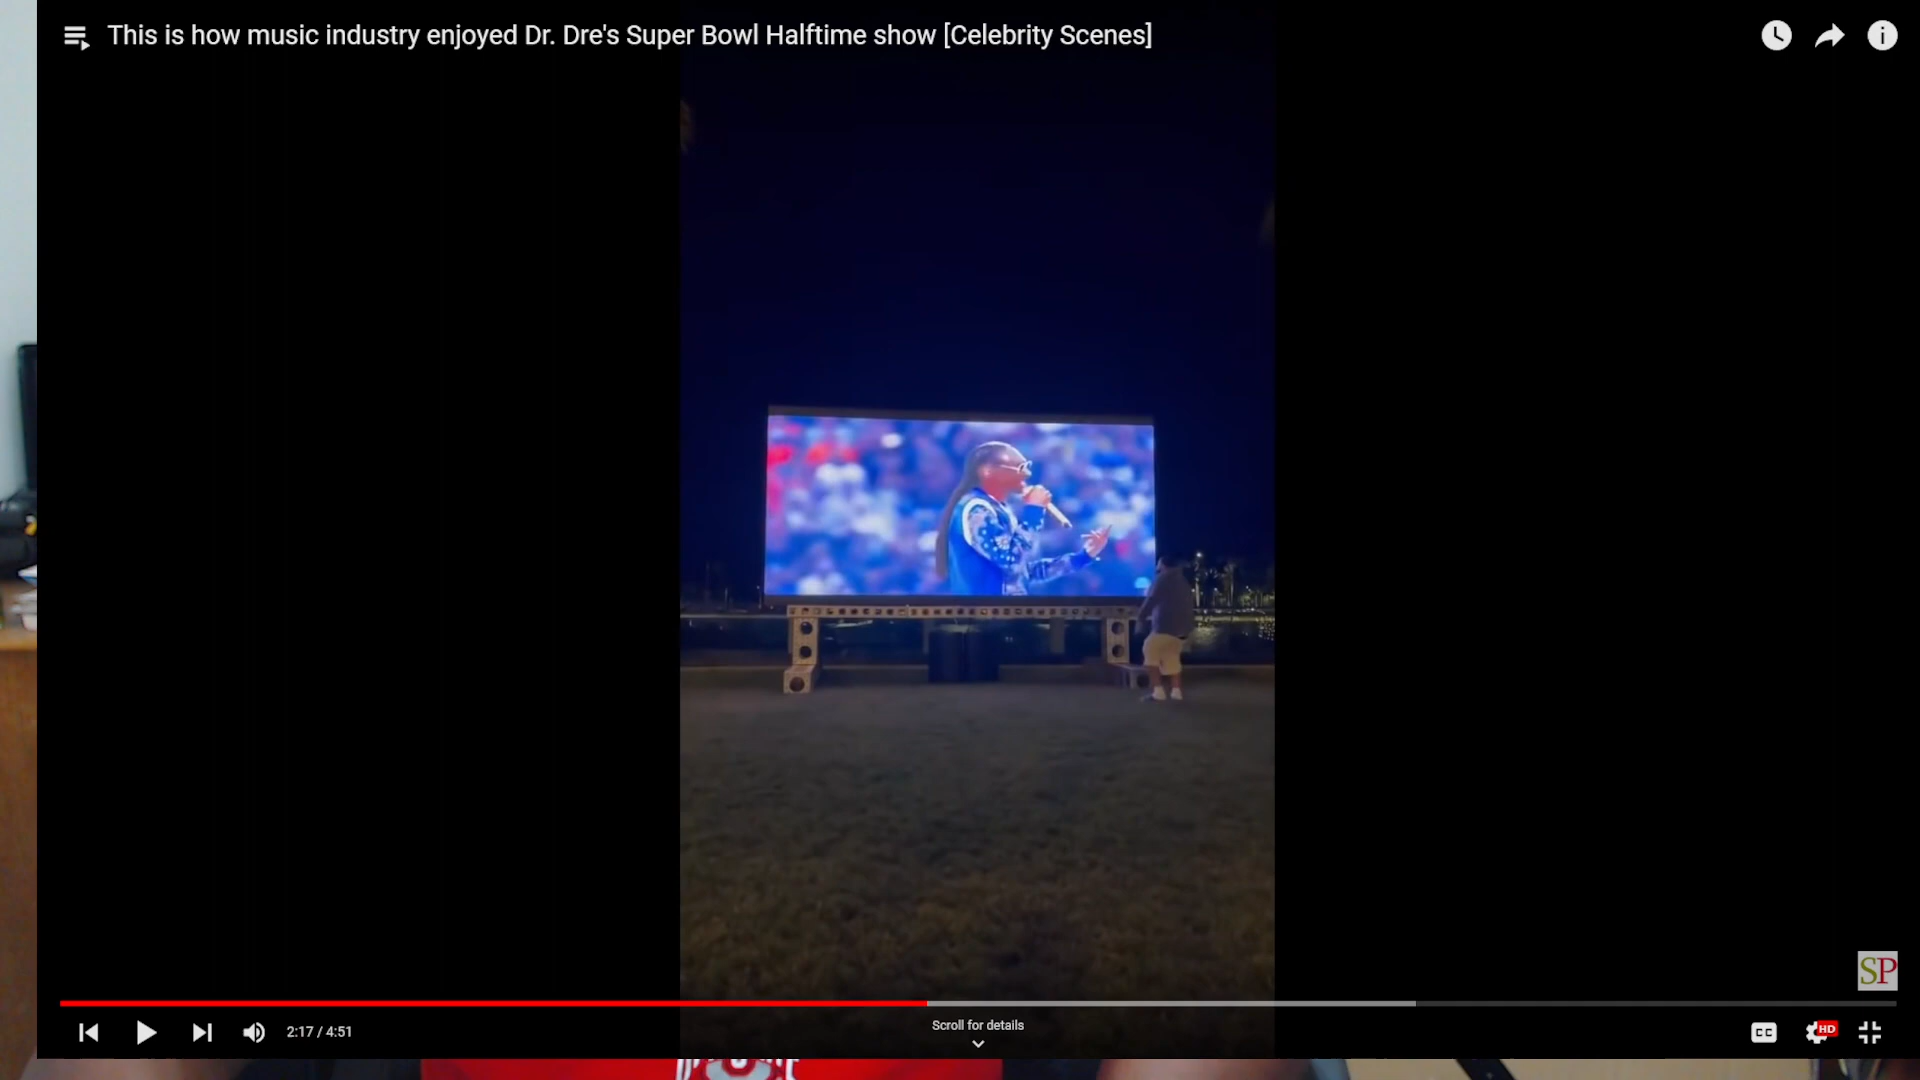 This is how music industry enjoyed Dr. Dre's Super Bowl Halftime show [Celebrity Scenes]
SP
2:17 / 4:51
Scroll for details
CC
HD